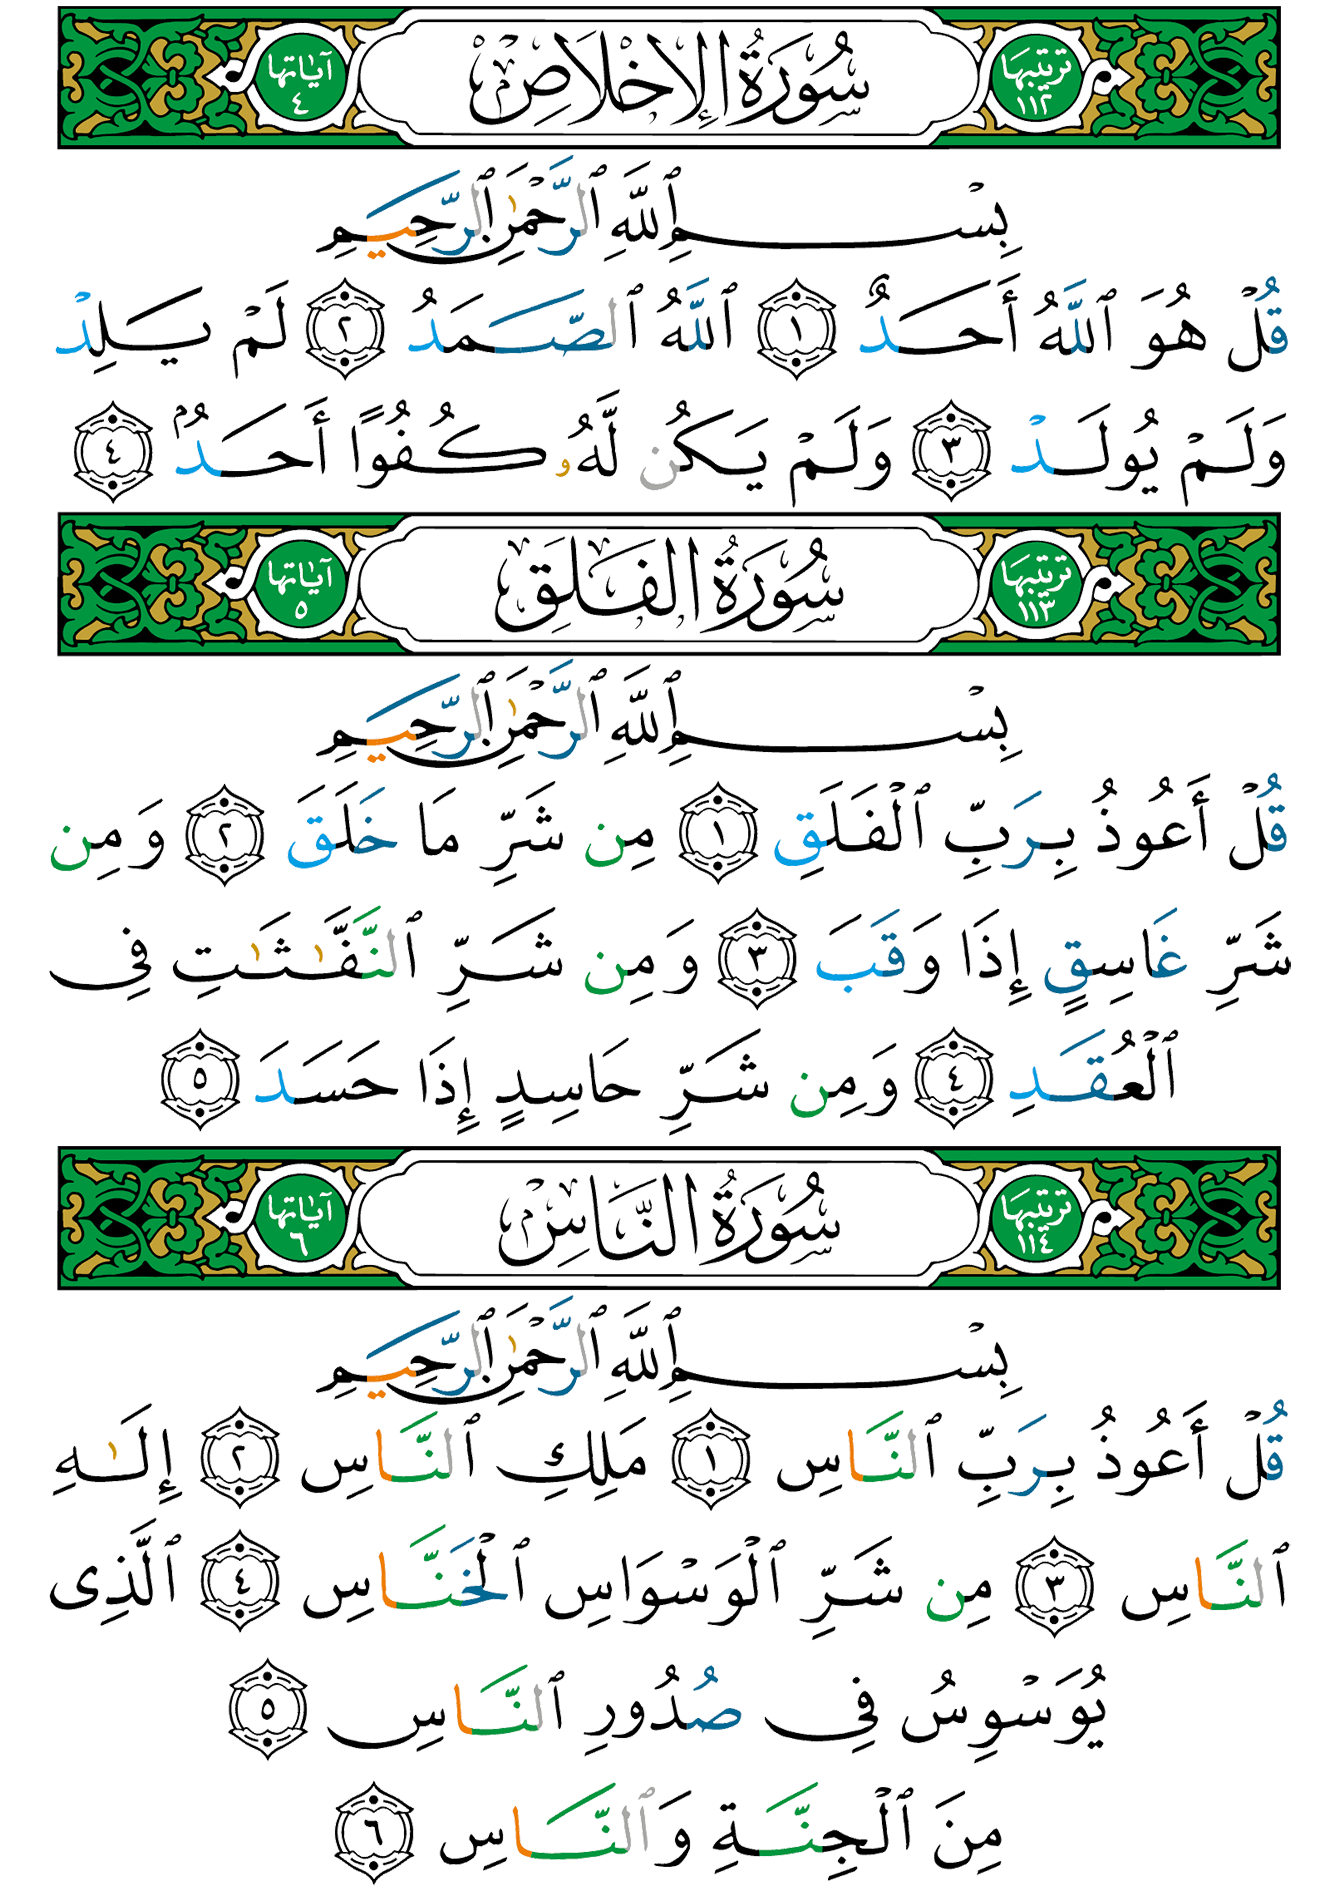 ترتيبها ١١٢ سُورَةُ الإِخْلَاصِ آياتها ٤
بِسْمِ ٱللَّهِ ٱلرَّحْمَٰنِ ٱلرَّحِيمِ
قُلْ هُوَ ٱللَّهُ أَحَدٌ ١ ٱللَّهُ ٱلصَّمَدُ ٢ لَمْ يَلِدْ
وَلَمْ يُولَدْ ٣ وَلَمْ يَكُن لَّهُۥ كُفُوًا أَحَدُۢ ٤
ترتيبها ١١٣ سُورَةُ الفَلَقِ آياتها ٥
بِسْمِ ٱللَّهِ ٱلرَّحْمَٰنِ ٱلرَّحِيمِ
قُلْ أَعُوذُ بِرَبِّ ٱلْفَلَقِ ١ مِن شَرِّ مَا خَلَقَ ٢ وَمِن
شَرِّ غَاسِقٍ إِذَا وَقَبَ ٣ وَمِن شَرِّ ٱلنَّفَّٰثَٰتِ فِى
ٱلْعُقَدِ ٤ وَمِن شَرِّ حَاسِدٍ إِذَا حَسَدَ ٥
ترتيبها ١١٤ سُورَةُ النَّاسِ آياتها ٦
بِسْمِ ٱللَّهِ ٱلرَّحْمَٰنِ ٱلرَّحِيمِ
قُلْ أَعُوذُ بِرَبِّ ٱلنَّاسِ ١ مَلِكِ ٱلنَّاسِ ٢ إِلَٰهِ
ٱلنَّاسِ ٣ مِن شَرِّ ٱلْوَسْوَاسِ ٱلْخَنَّاسِ ٤ ٱلَّذِى
يُوَسْوِسُ فِى صُدُورِ ٱلنَّاسِ ٥
مِنَ ٱلْجِنَّةِ وَٱلنَّاسِ ٦